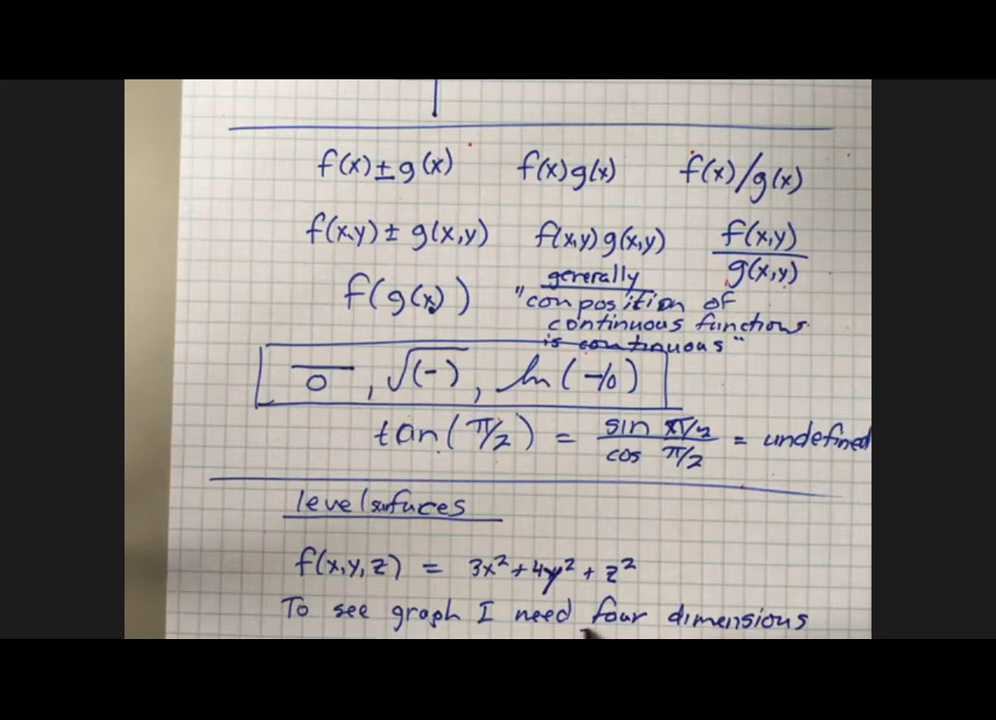 f(x) ± g(x) f(x)g(x) f(x)/g(x)
f(x,y) ± g(x,y) f(x,y)g(x,y) f(x,y)/g(x,y)
f(g(x)) generally
"composition of
continuous functions
is continuous"
—/0 , √(-) , ln(-/0)
tan(π/2) = sin π/2 / cos π/2 = undefined
level surfaces
f(x,y,z) = 3x² + 4y² + z²
To see graph I need four dimensions